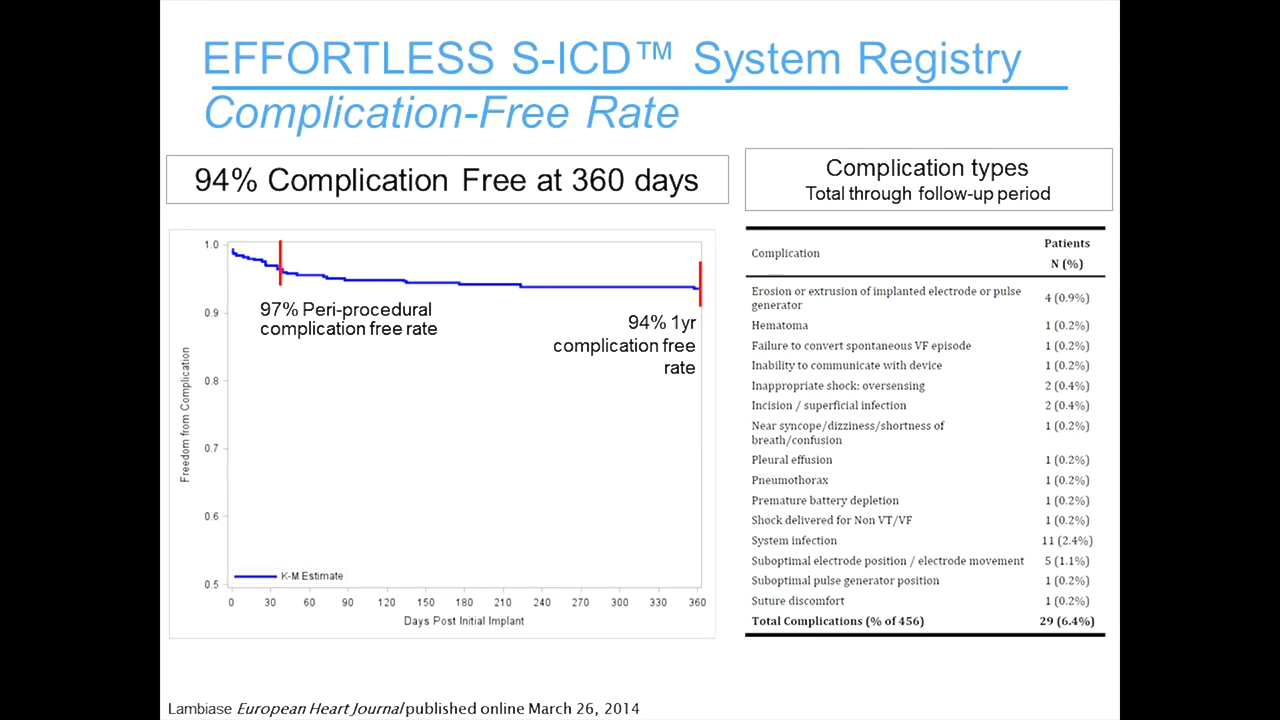 EFFORTLESS S-ICD™ System Registry
Complication-Free Rate
94% Complication Free at 360 days
Complication types
Total through follow-up period
1.0
0.9
0.8
0.7
0.6
0.5
Freedom from Complication
97% Peri-procedural
complication free rate
94% 1yr
complication free
rate
K-M Estimate
0 30 60 90 120 150 180 210 240 270 300 330 360
Days Post Initial Implant
Complication Patients
N (%)
Erosion or extrusion of implanted electrode or pulse
generator 4 (0.9%)
Hematoma 1 (0.2%)
Failure to convert spontaneous VF episode 1 (0.2%)
Inability to communicate with device 1 (0.2%)
Inappropriate shock: oversensing 2 (0.4%)
Incision / superficial infection 2 (0.4%)
Near syncope/dizziness/shortness of 1 (0.2%)
breath/confusion
Pleural effusion 1 (0.2%)
Pneumothorax 1 (0.2%)
Premature battery depletion 1 (0.2%)
Shock delivered for Non VT/VF 1 (0.2%)
System infection 11 (2.4%)
Suboptimal electrode position / electrode movement 5 (1.1%)
Suboptimal pulse generator position 1 (0.2%)
Suture discomfort 1 (0.2%)
Total Complications (% of 456) 29 (6.4%)
Lambiase European Heart Journal published online March 26, 2014